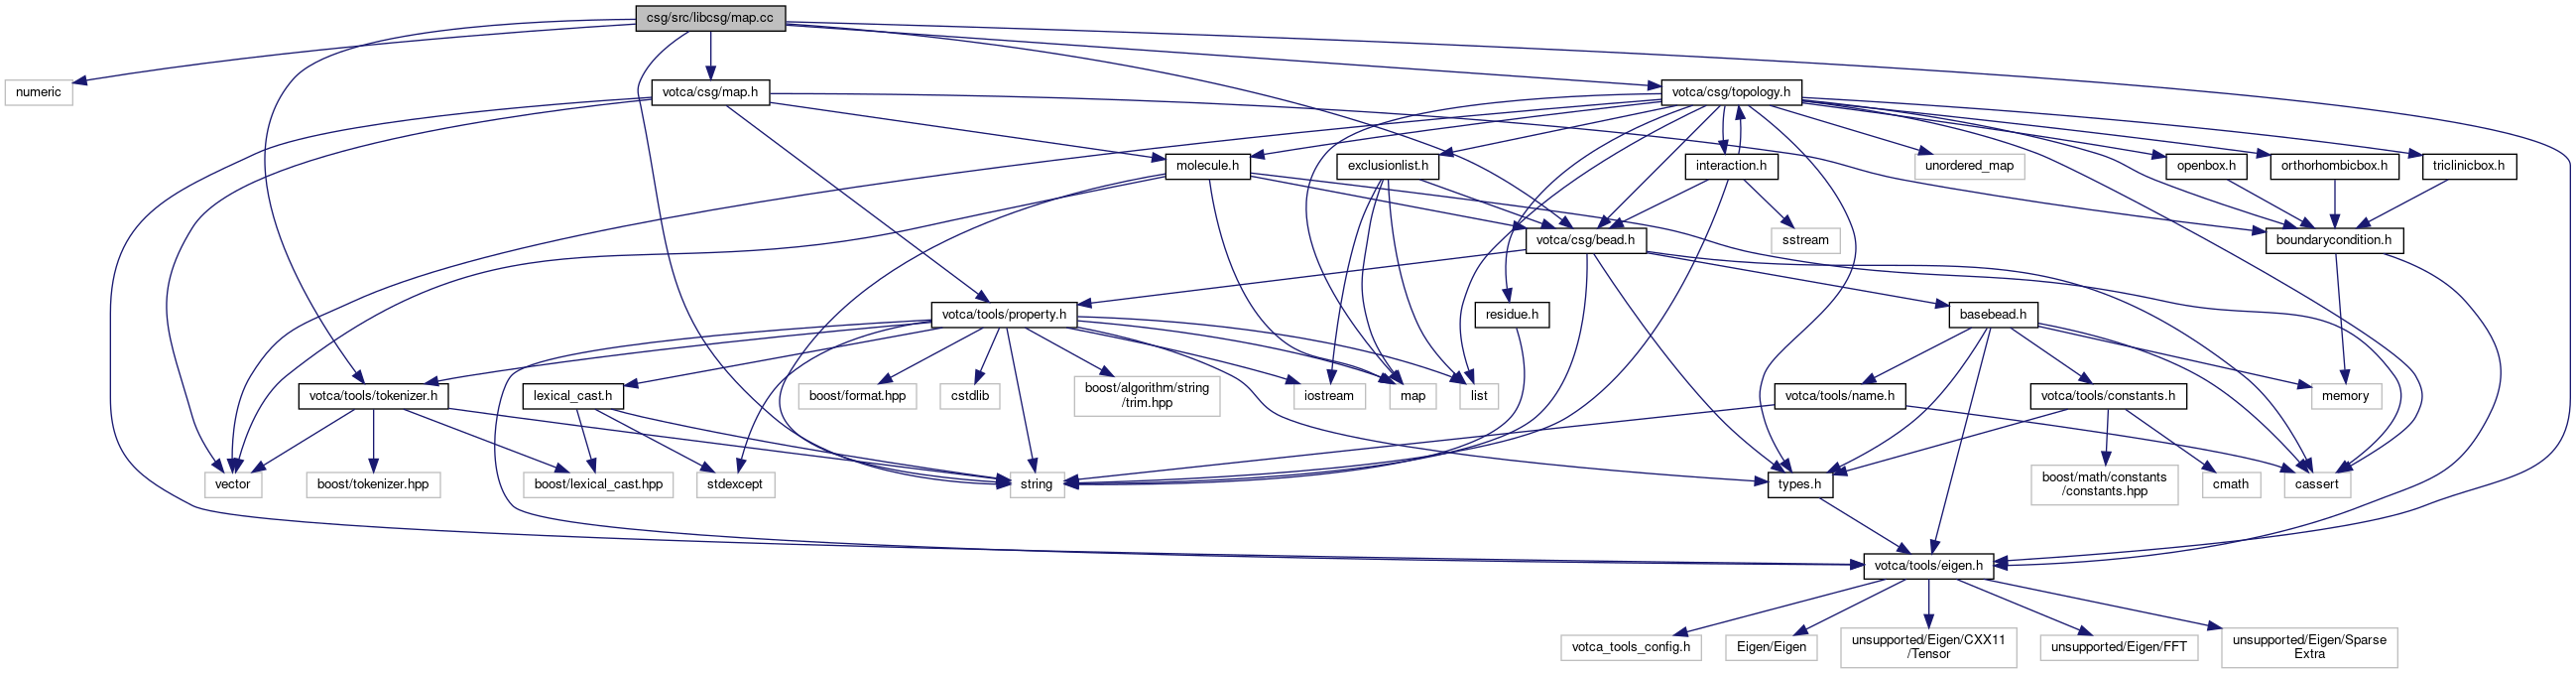 csg/src/libcsg/map.cc
numeric
votca/csg/map.h
votca/csg/topology.h
molecule.h
exclusionlist.h
interaction.h
unordered_map
openbox.h
orthorhombicbox.h
triclinicbox.h
votca/csg/bead.h
sstream
boundarycondition.h
votca/tools/property.h
residue.h
basebead.h
votca/tools/tokenizer.h
lexical_cast.h
boost/format.hpp
cstdlib
boost/algorithm/string
/trim.hpp
iostream
map
list
votca/tools/name.h
votca/tools/constants.h
memory
vector
boost/tokenizer.hpp
boost/lexical_cast.hpp
stdexcept
string
types.h
boost/math/constants
/constants.hpp
cmath
cassert
votca/tools/eigen.h
votca_tools_config.h
Eigen/Eigen
unsupported/Eigen/CXX11
/Tensor
unsupported/Eigen/FFT
unsupported/Eigen/Sparse
Extra